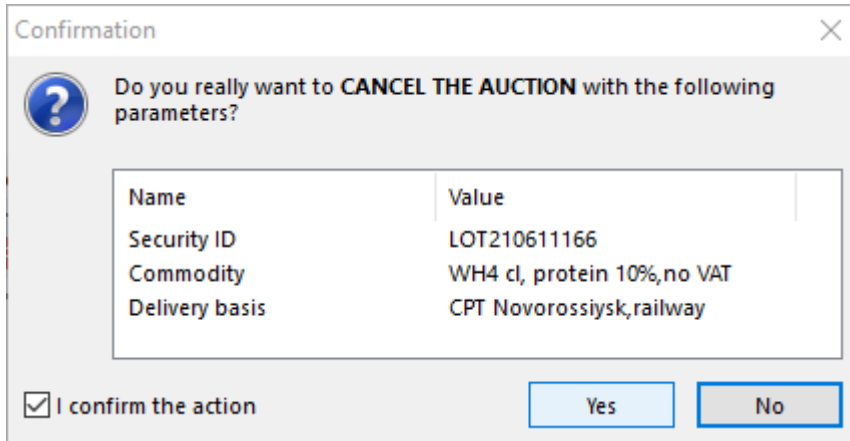 Confirmation
Do you really want to CANCEL THE AUCTION with the following
parameters?
Name Value
Security ID LOT210611166
Commodity WH4 cl, protein 10%,no VAT
Delivery basis CPT Novorossiysk,railway
I confirm the action Yes No